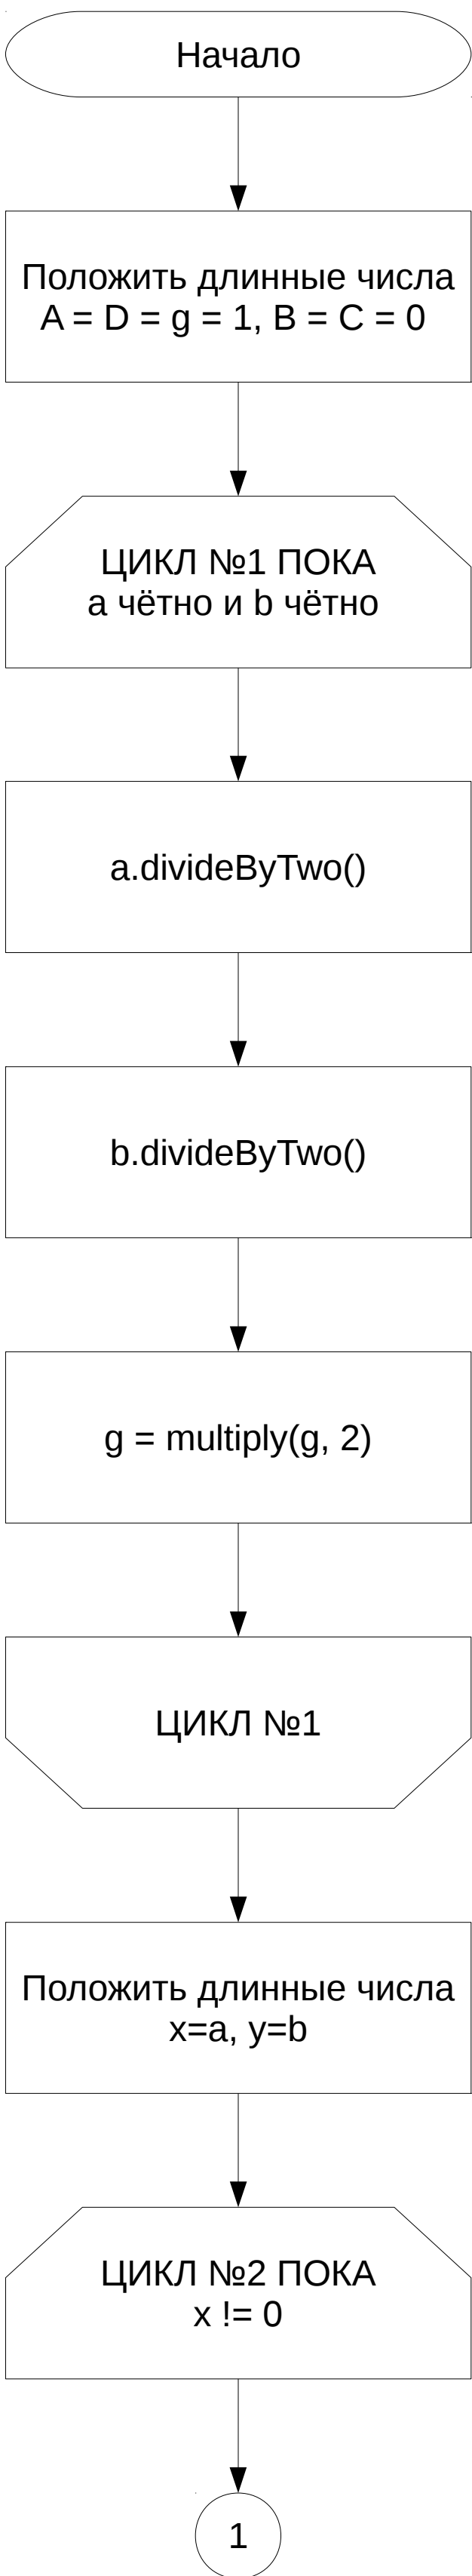 Начало
Положить длинные числа
A = D = g = 1, B = C = 0
ЦИКЛ №1 ПОКА
a чётно и b чётно
a.divideByTwo()
b.divideByTwo()
g = multiply(g, 2)
ЦИКЛ №1
Положить длинные числа
x=a, y=b
ЦИКЛ №2 ПОКА
x != 0
1